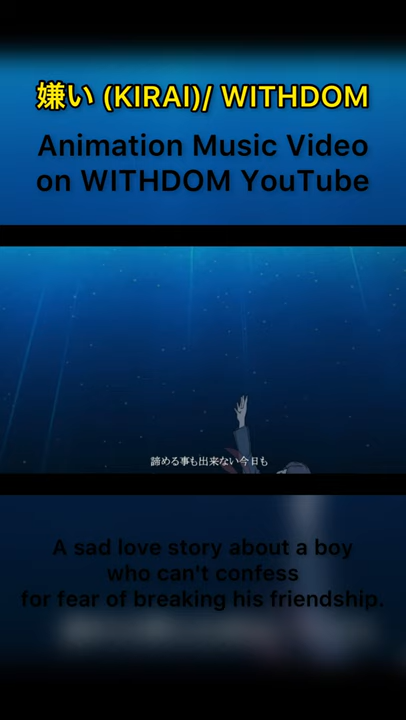 嫌い (KIRAI)/ WITHDOM
Animation Music Video
on WITHDOM YouTube
諦める事も出来ない今日も
A sad love story about a boy
who can't confess
for fear of breaking his friendship.